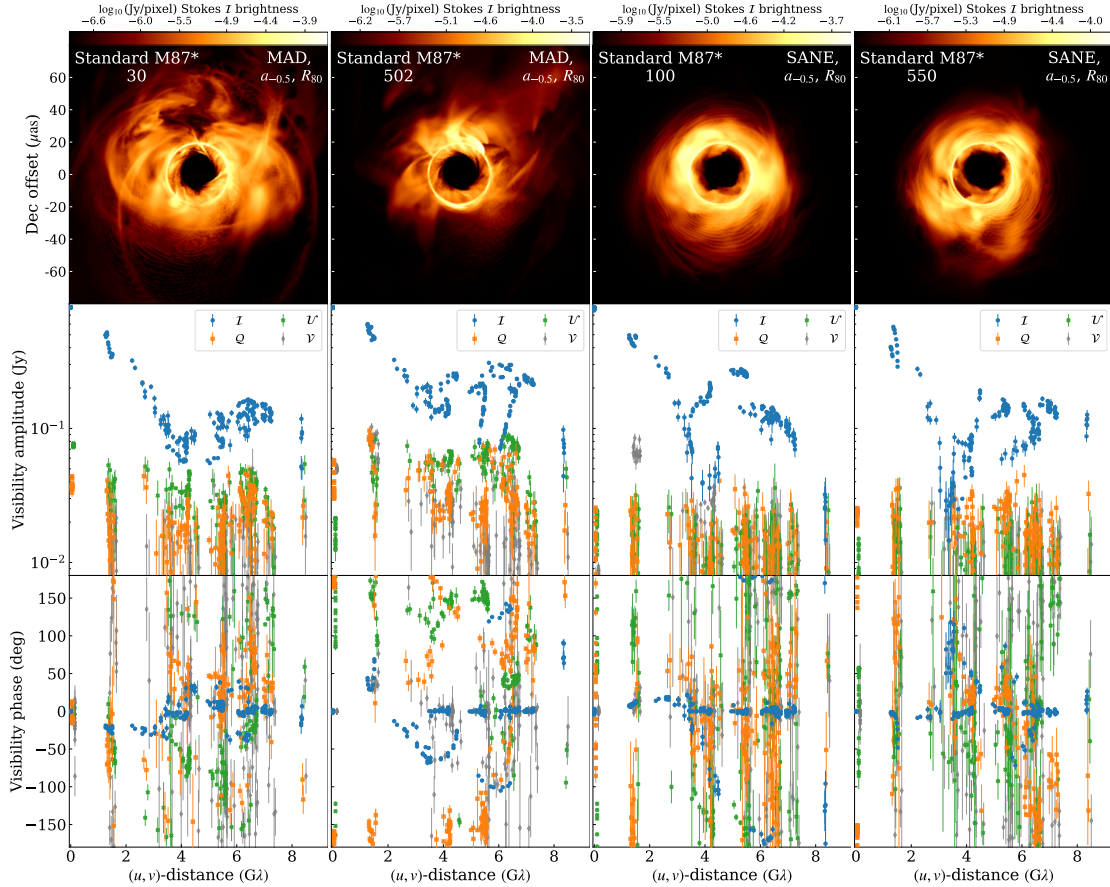 log₁₀ (Jy/pixel) Stokes I brightness log₁₀ (Jy/pixel) Stokes I brightness log₁₀ (Jy/pixel) Stokes I brightness log₁₀ (Jy/pixel) Stokes I brightness
−6.6 −6.0 −5.5 −4.9 −4.4 −3.9 −6.2 −5.7 −5.1 −4.6 −4.0 −3.5 −5.9 −5.5 −5.0 −4.6 −4.2 −3.7 −6.1 −5.7 −5.3 −4.9 −4.4 −4.0
Standard M87* MAD, Standard M87* MAD, Standard M87* SANE, Standard M87* SANE,
30 a₋₀.₅, R₈₀ 502 a₋₀.₅, R₈₀ 100 a₋₀.₅, R₈₀ 550 a₋₀.₅, R₈₀
60
40
20
0
−20
−40
−60
Dec offset (μas)
I U I U I U I U
Q V Q V Q V Q V
10⁻¹
10⁻²
Visibility amplitude (Jy)
150
100
50
0
−50
−100
−150
Visibility phase (deg)
0 2 4 6 8 0 2 4 6 8 0 2 4 6 8 0 2 4 6 8
(u, v)-distance (Gλ) (u, v)-distance (Gλ) (u, v)-distance (Gλ) (u, v)-distance (Gλ)